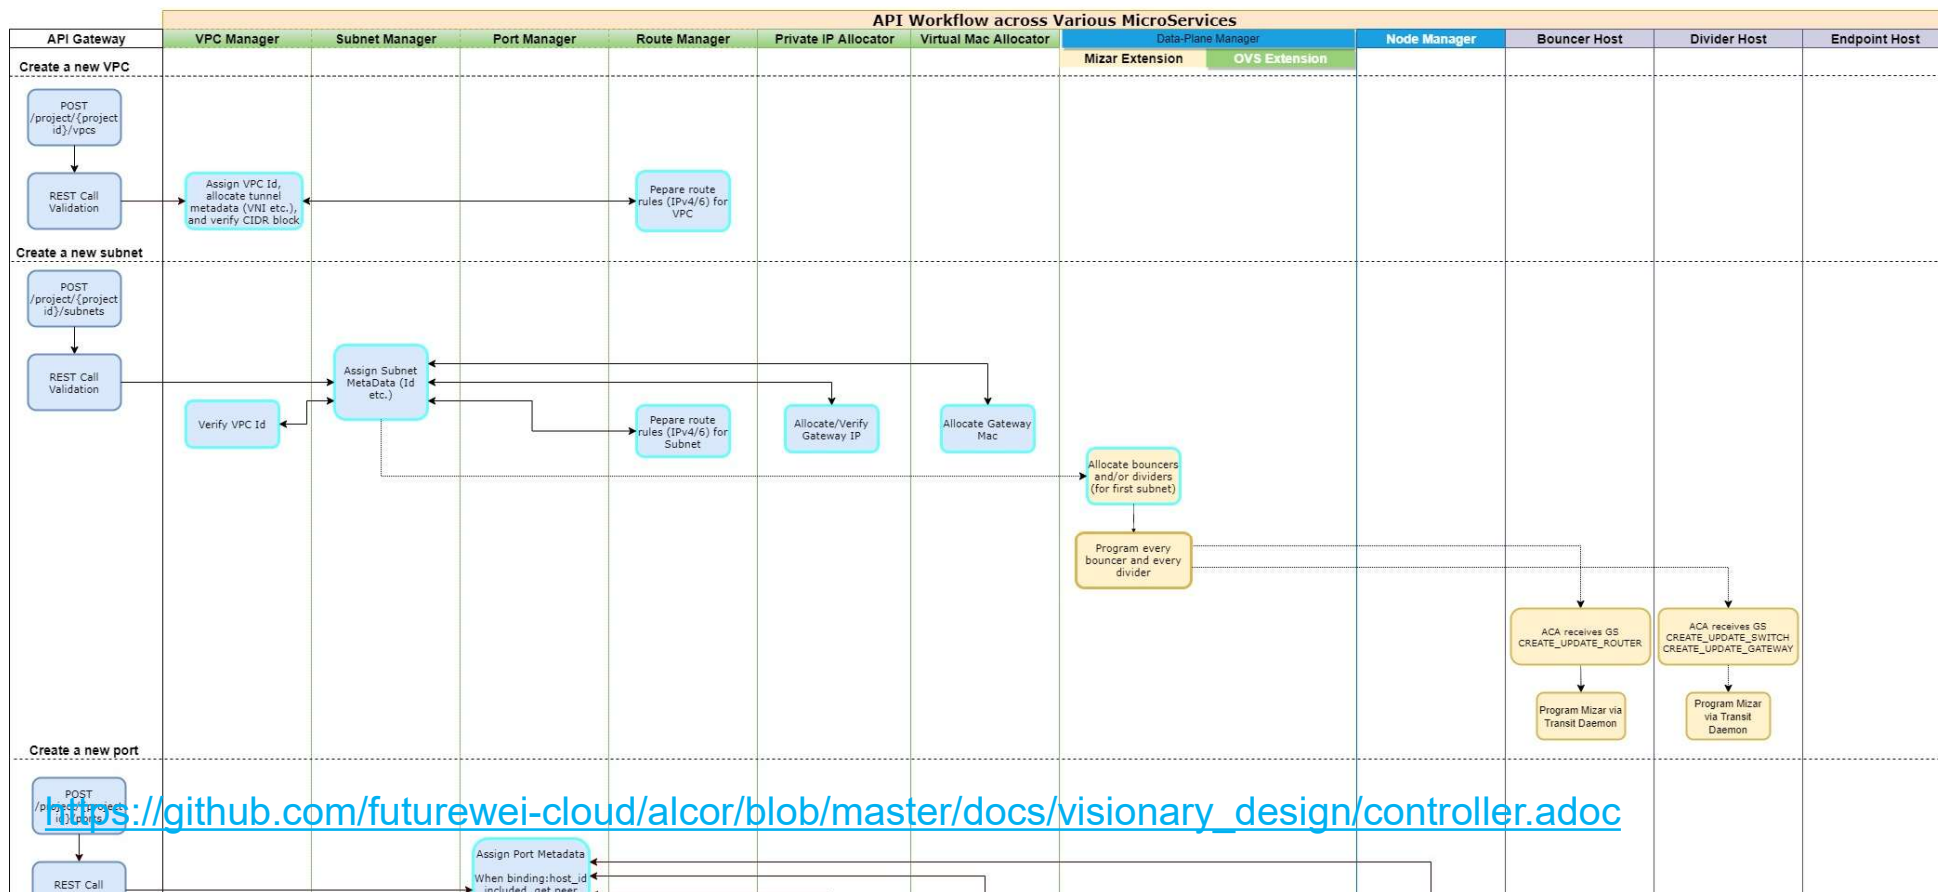 API Workflow across Various MicroServices
API Gateway
VPC Manager
Subnet Manager
Port Manager
Route Manager
Private IP Allocator
Virtual Mac Allocator
Data-Plane Manager
Node Manager
Bouncer Host
Divider Host
Endpoint Host
Mizar Extension
OVS Extension
Create a new VPC
POST
/project/{project
id}/vpcs
REST Call
Validation
Assign VPC Id,
allocate tunnel
metadata (VNI etc.),
and verify CIDR block
Pepare route
rules (IPv4/6) for
VPC
Create a new subnet
POST
/project/{project
id}/subnets
REST Call
Validation
Assign Subnet
MetaData (Id
etc.)
Verify VPC Id
Pepare route
rules (IPv4/6) for
Subnet
Allocate/Verify
Gateway IP
Allocate Gateway
Mac
Allocate bouncers
and/or dividers
(for first subnet)
Program every
bouncer and every
divider
ACA receives GS
CREATE_UPDATE_ROUTER
ACA receives GS
CREATE_UPDATE_SWITCH
CREATE_UPDATE_GATEWAY
Program Mizar via
Transit Daemon
Program Mizar
via Transit
Daemon
Create a new port
POST
/project/{project
id}/ports
https://github.com/futurewei-cloud/alcor/blob/master/docs/visionary_design/controller.adoc
REST Call
Assign Port Metadata
When binding:host_id
included, get peer